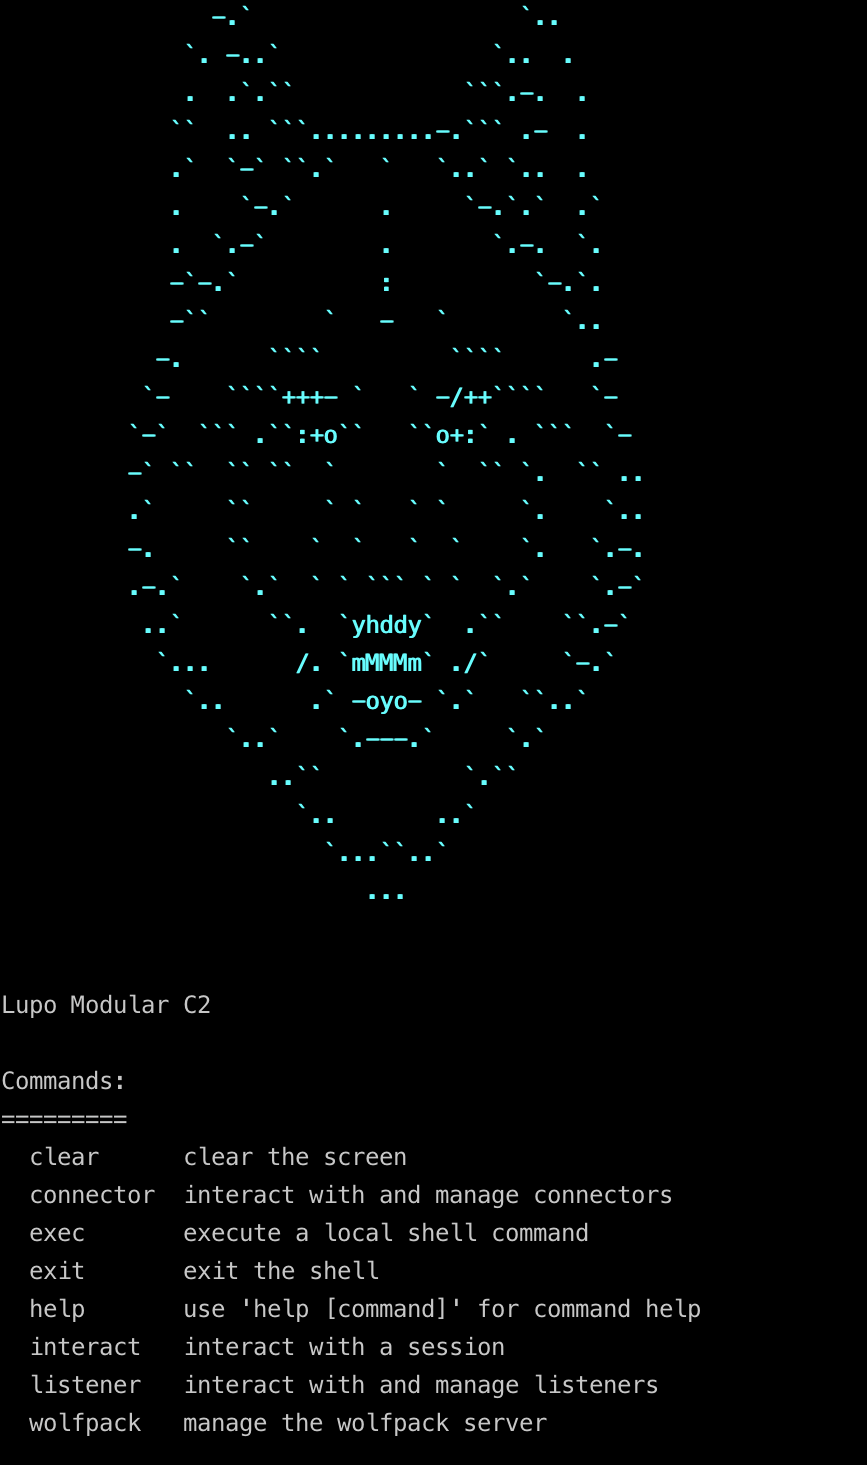 Lupo Modular C2
Commands:
=========
clear clear the screen
connector interact with and manage connectors
exec execute a local shell command
exit exit the shell
help use 'help [command]' for command help
interact interact with a session
listener interact with and manage listeners
wolfpack manage the wolfpack server